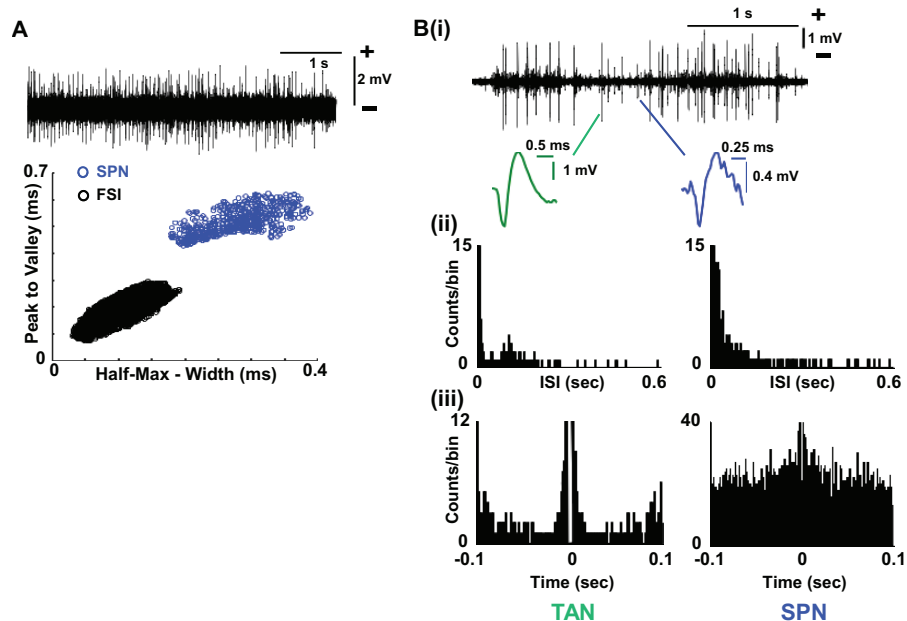 A
1 s
+
2 mV
−
0.7
SPN
FSI
Peak to Valley (ms)
0
Half-Max - Width (ms)
0.4
B(i)
1 s
+
1 mV
−
0.5 ms
1 mV
0.25 ms
0.4 mV
(ii)
15
Counts/bin
0
0
ISI (sec)
0.6
15
0
0
ISI (sec)
0.6
(iii)
12
Counts/bin
0
-0.1
0
0.1
Time (sec)
TAN
40
0
-0.1
0
0.1
Time (sec)
SPN